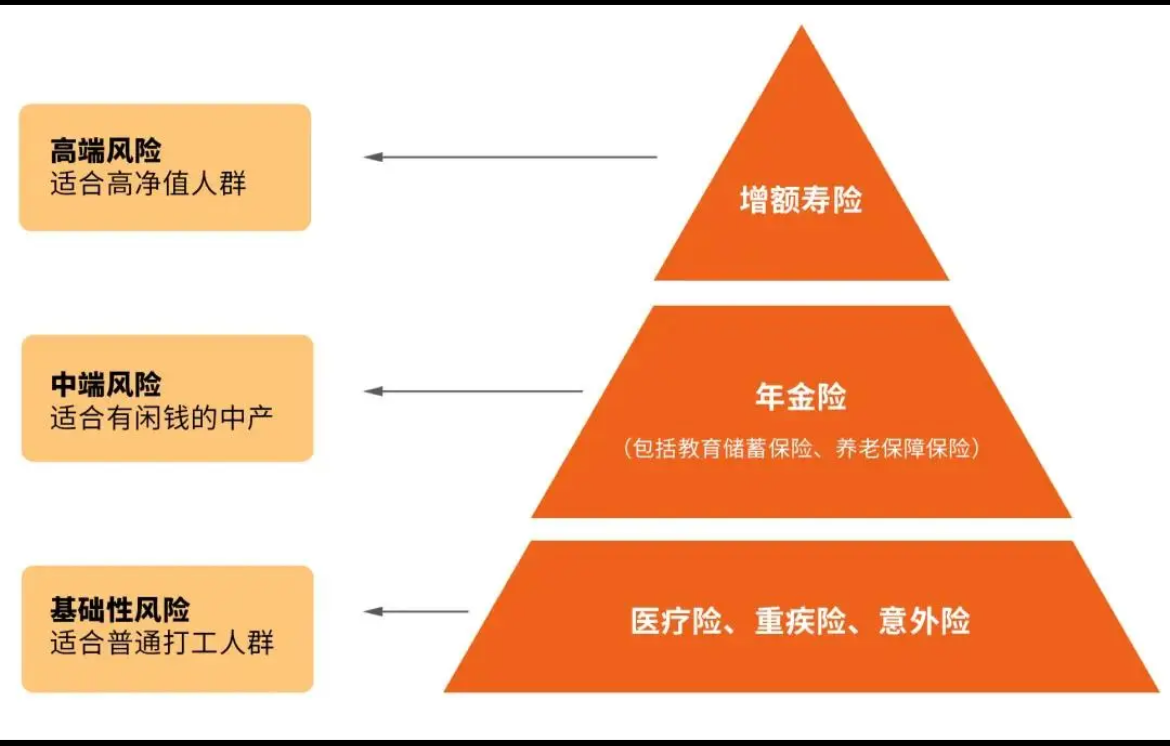 高端风险
适合高净值人群
增额寿险
中端风险
适合有闲钱的中产
年金险
（包括教育储蓄保险、养老保障保险）
基础性风险
适合普通打工人群
医疗险、重疾险、意外险